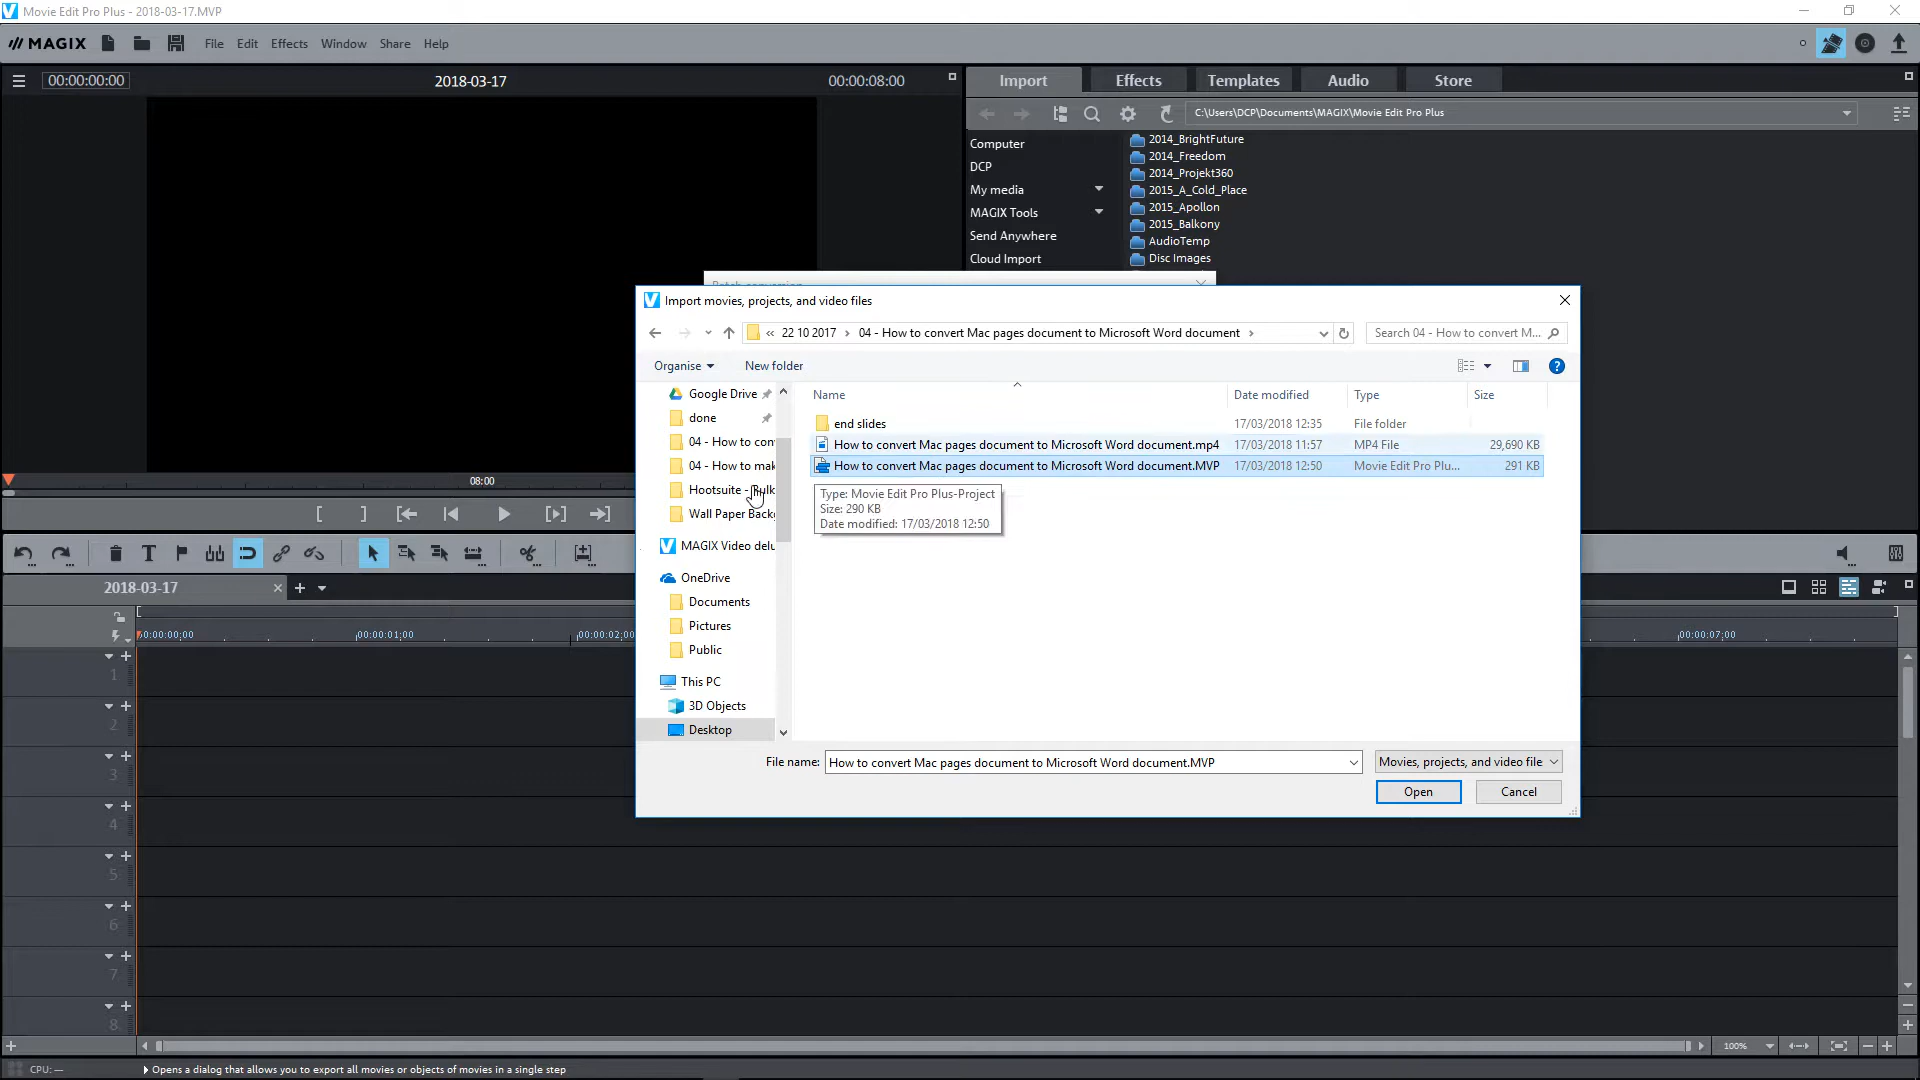 Movie Edit Pro Plus - 2018-03-17.MVP
MAGIX File Edit Effects Window Share Help
00:00:00:00 2018-03-17 00:00:08:00
Import Effects Templates Audio Store
C:\Users\DCP\Documents\MAGIX\Movie Edit Pro Plus
Computer
DCP
My media
MAGIX Tools
Send Anywhere
Cloud Import
2014_BrightFuture
2014_Freedom
2014_Projekt360
2015_A_Cold_Place
2015_Apollon
2015_Balkony
AudioTemp
Disc Images
Import movies, projects, and video files
« 22 10 2017 › 04 - How to convert Mac pages document to Microsoft Word document ›
Search 04 - How to convert M...
Organise New folder
Google Drive
done
04 - How to con
04 - How to mak
Hootsuite -
Wall Paper Back
MAGIX Video delu
OneDrive
Documents
Pictures
Public
This PC
3D Objects
Desktop
Name Date modified Type Size
end slides 17/03/2018 12:35 File folder
How to convert Mac pages document to Microsoft Word document.mp4 17/03/2018 11:57 MP4 File 29,690 KB
How to convert Mac pages document to Microsoft Word document.MVP 17/03/2018 12:50 Movie Edit Pro Plu... 291 KB
Type: Movie Edit Pro Plus-Project
Size: 290 KB
Date modified: 17/03/2018 12:50
File name: How to convert Mac pages document to Microsoft Word document.MVP Movies, projects, and video file
Open Cancel
08:00
2018-03-17
00:00:00;00 00:00:01;00 00:00:02;00 00:00:07;00
1
2
3
4
5
6
7
8
100%
CPU: — Opens a dialog that allows you to export all movies or objects of movies in a single step